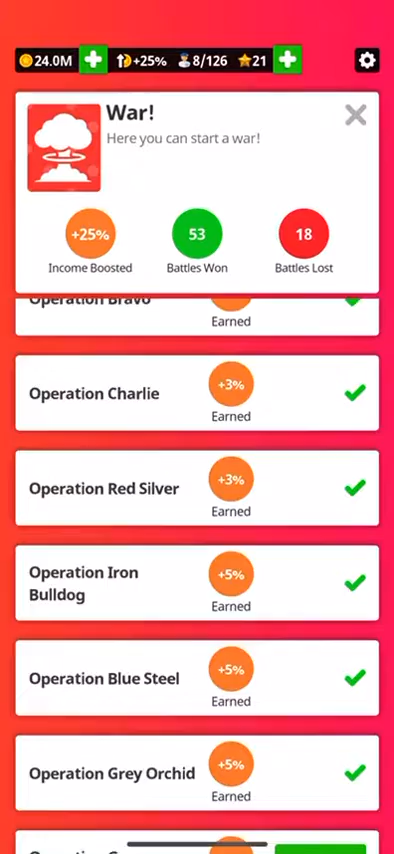 24.0M +25% 8/126 21
War!
Here you can start a war!
+25% 53 18
Income Boosted Battles Won Battles Lost
Operation Bravo
Earned
+3%
Operation Charlie
Earned
+3%
Operation Red Silver
Earned
+5%
Operation Iron
Bulldog
Earned
+5%
Operation Blue Steel
Earned
+5%
Operation Grey Orchid
Earned
Operation